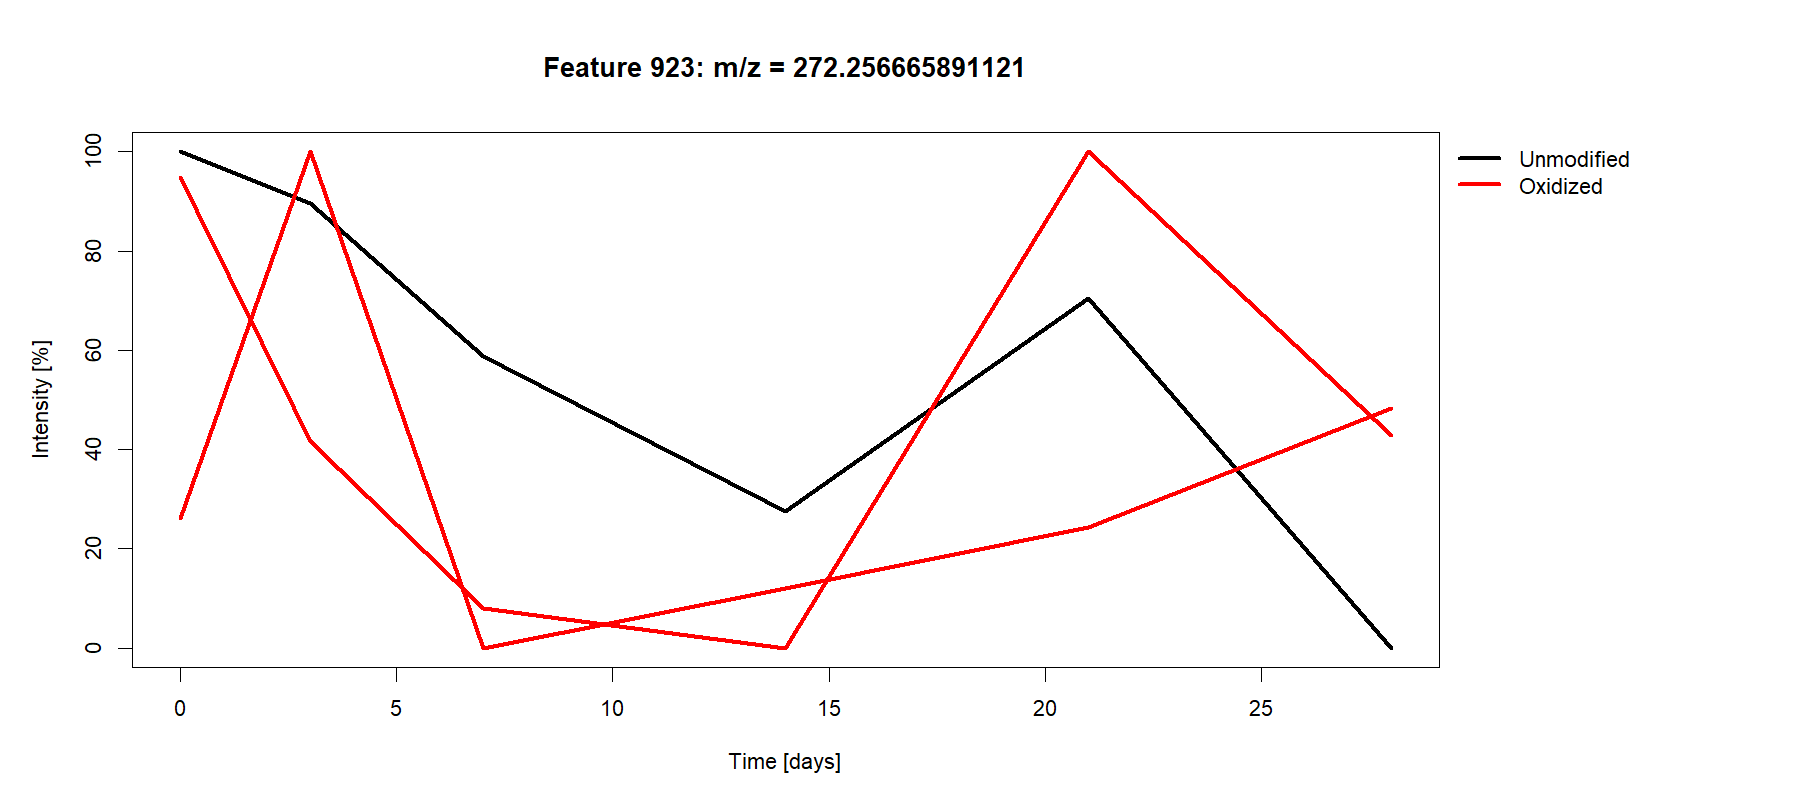 Feature 923: m/z = 272.256665891121
Unmodified
Oxidized
100
80
60
40
20
0
Intensity [%]
0 5 10 15 20 25
Time [days]